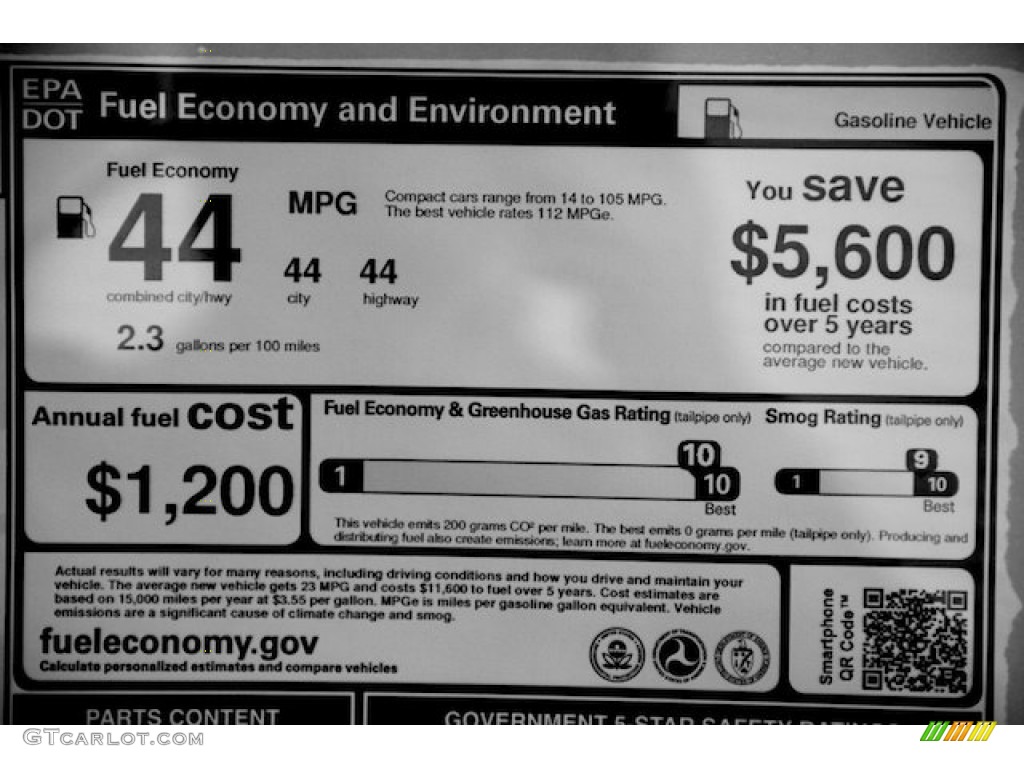 EPA
DOT
Fuel Economy and Environment
Gasoline Vehicle
Fuel Economy
44
MPG
Compact cars range from 14 to 105 MPG.
The best vehicle rates 112 MPGe.
44
44
combined city/hwy
city
highway
2.3 gallons per 100 miles
You save
$5,600
in fuel costs
over 5 years
compared to the
average new vehicle.
Annual fuel cost
$1,200
Fuel Economy & Greenhouse Gas Rating (tailpipe only)
10
1
10
Best
Smog Rating (tailpipe only)
9
1
10
Best
This vehicle emits 200 grams CO² per mile. The best emits 0 grams per mile (tailpipe only). Producing and
distributing fuel also create emissions; learn more at fueleconomy.gov.
Actual results will vary for many reasons, including driving conditions and how you drive and maintain your
vehicle. The average new vehicle gets 23 MPG and costs $11,600 to fuel over 5 years. Cost estimates are
based on 15,000 miles per year at $3.55 per gallon. MPGe is miles per gasoline gallon equivalent. Vehicle
emissions are a significant cause of climate change and smog.
fueleconomy.gov
Calculate personalized estimates and compare vehicles
Smartphone
QR Code™
PARTS CONTENT
GOVERNMENT 5-STAR SAFETY RATINGS
GTcarlot.com